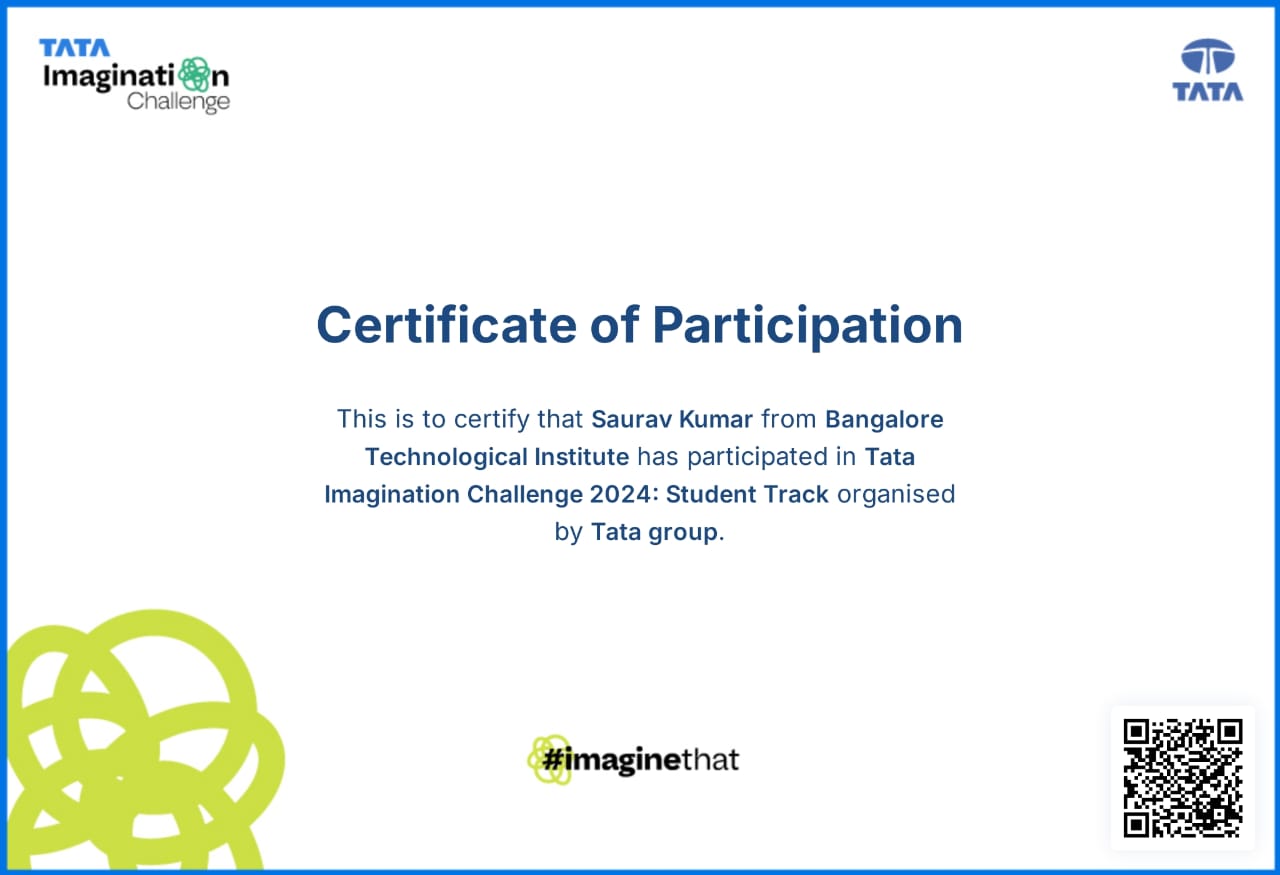 TATA
Imagination
Challenge
TATA
Certificate of Participation
This is to certify that Saurav Kumar from Bangalore
Technological Institute has participated in Tata
Imagination Challenge 2024: Student Track organised
by Tata group.
#imaginethat